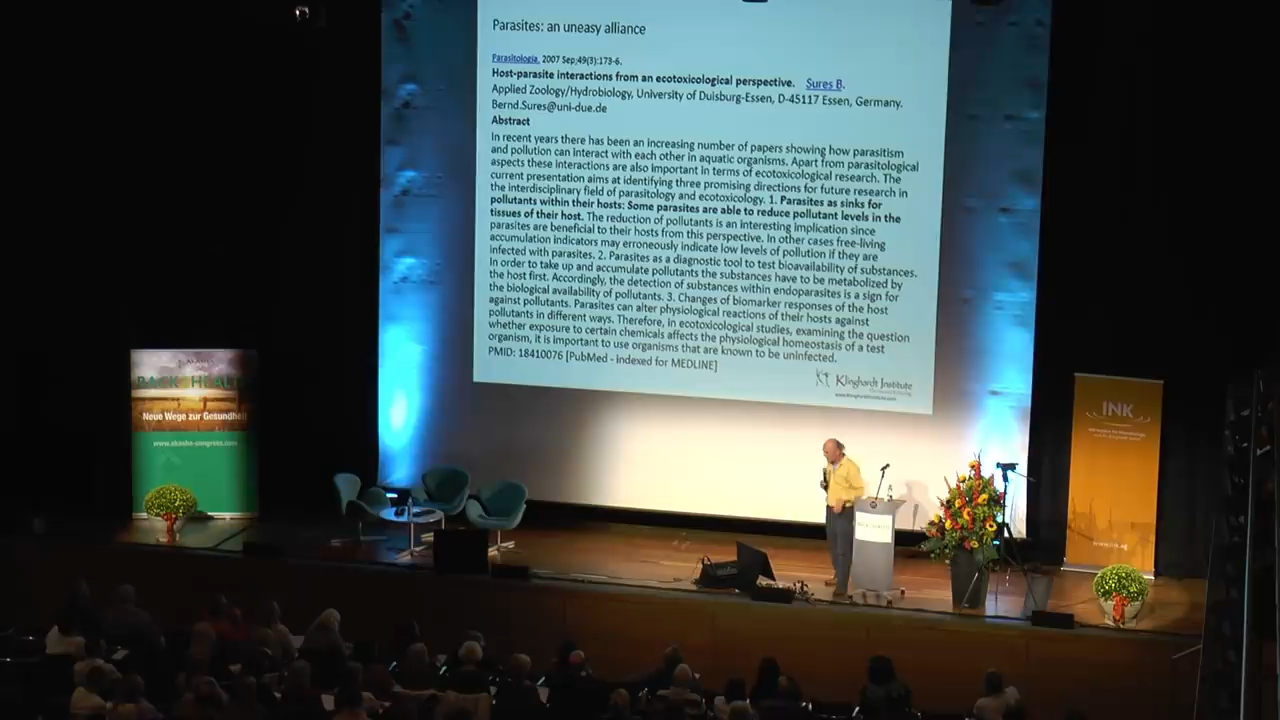 Parasites: an uneasy alliance
Parasitologia. 2007 Sep;49(3):173-6.
Host-parasite interactions from an ecotoxicological perspective. Sures B.
Applied Zoology/Hydrobiology, University of Duisburg-Essen, D-45117 Essen, Germany.
Bernd.Sures@uni-due.de
Abstract
In recent years there has been an increasing number of papers showing how parasitism
and pollution can interact with each other in aquatic organisms. Apart from parasitological
aspects these interactions are also important in terms of ecotoxicological research. The
current presentation aims at identifying three promising directions for future research in
the interdisciplinary field of parasitology and ecotoxicology. 1. Parasites as sinks for
pollutants within their hosts: Some parasites are able to reduce pollutant levels in the
tissues of their host. The reduction of pollutants is an interesting implication since
parasites are beneficial to their hosts from this perspective. In other cases free-living
accumulation indicators may erroneously indicate low levels of pollution if they are
infected with parasites. 2. Parasites as a diagnostic tool to test bioavailability of substances.
In order to take up and accumulate pollutants the substances have to be metabolized by
the host first. Accordingly, the detection of substances within endoparasites is a sign for
the biological availability of pollutants. 3. Changes of biomarker responses of the host
against pollutants. Parasites can alter physiological reactions of their hosts against
pollutants in different ways. Therefore, in ecotoxicological studies, examining the question
whether exposure to certain chemicals affects the physiological homeostasis of a test
organism, it is important to use organisms that are known to be uninfected.
PMID: 18410076 [PubMed - indexed for MEDLINE]
Klinghardt Institute
www.klinghardtinstitute.com
Neue Wege zur Gesundheit
www.akasha-congress.com
INK
www.ink.ag